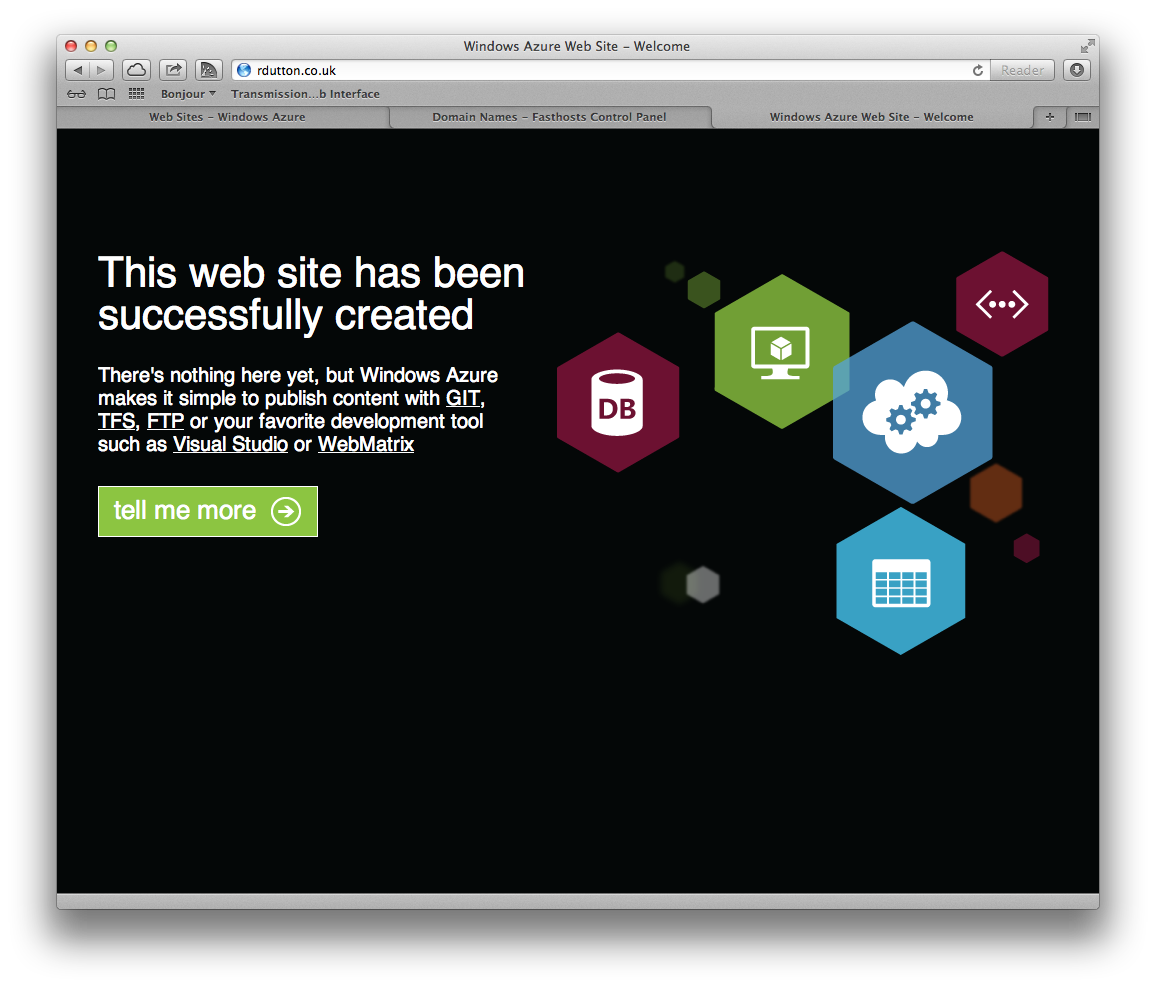 Windows Azure Web Site – Welcome
rdutton.co.uk
Reader
Bonjour
Transmission...b Interface
Web Sites – Windows Azure
Domain Names – Fasthosts Control Panel
Windows Azure Web Site – Welcome
This web site has been
successfully created
There's nothing here yet, but Windows Azure
makes it simple to publish content with GIT,
TFS, FTP or your favorite development tool
such as Visual Studio or WebMatrix
tell me more
DB